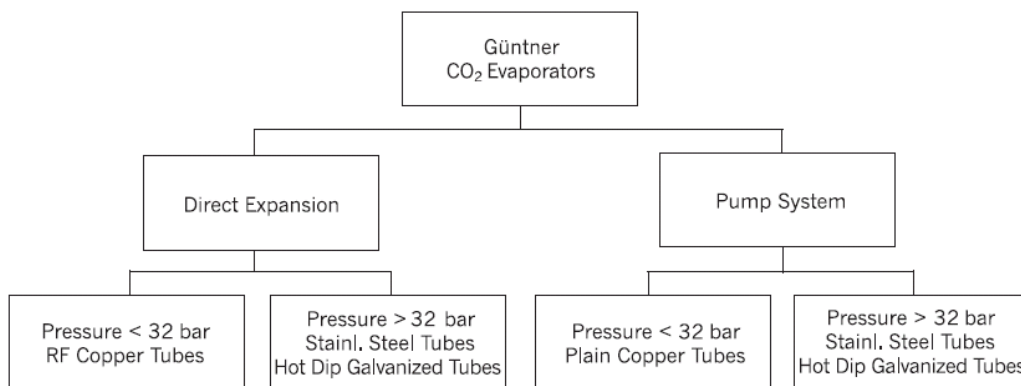 Güntner
CO₂ Evaporators
Direct Expansion
Pump System
Pressure < 32 bar
RF Copper Tubes
Pressure > 32 bar
Stainl. Steel Tubes
Hot Dip Galvanized Tubes
Pressure < 32 bar
Plain Copper Tubes
Pressure > 32 bar
Stainl. Steel Tubes
Hot Dip Galvanized Tubes